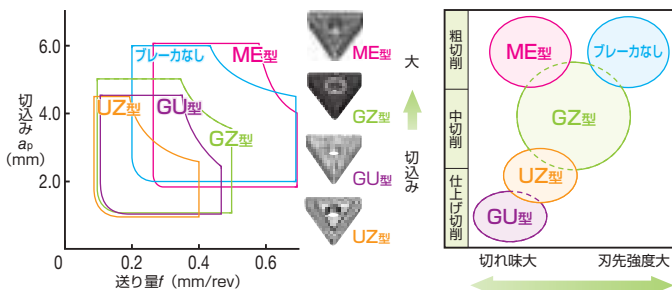 切込み
aₚ
(mm)
6.0
4.0
2.0
0
0.2
0.4
0.6
送り量f（mm/rev）
ブレーカなし
ME型
UZ型
GU型
GZ型
ME型
GZ型
GU型
UZ型
大
切込み
粗切削
中切削
仕上げ切削
ME型
ブレーカなし
GZ型
UZ型
GU型
切れ味大
刃先強度大